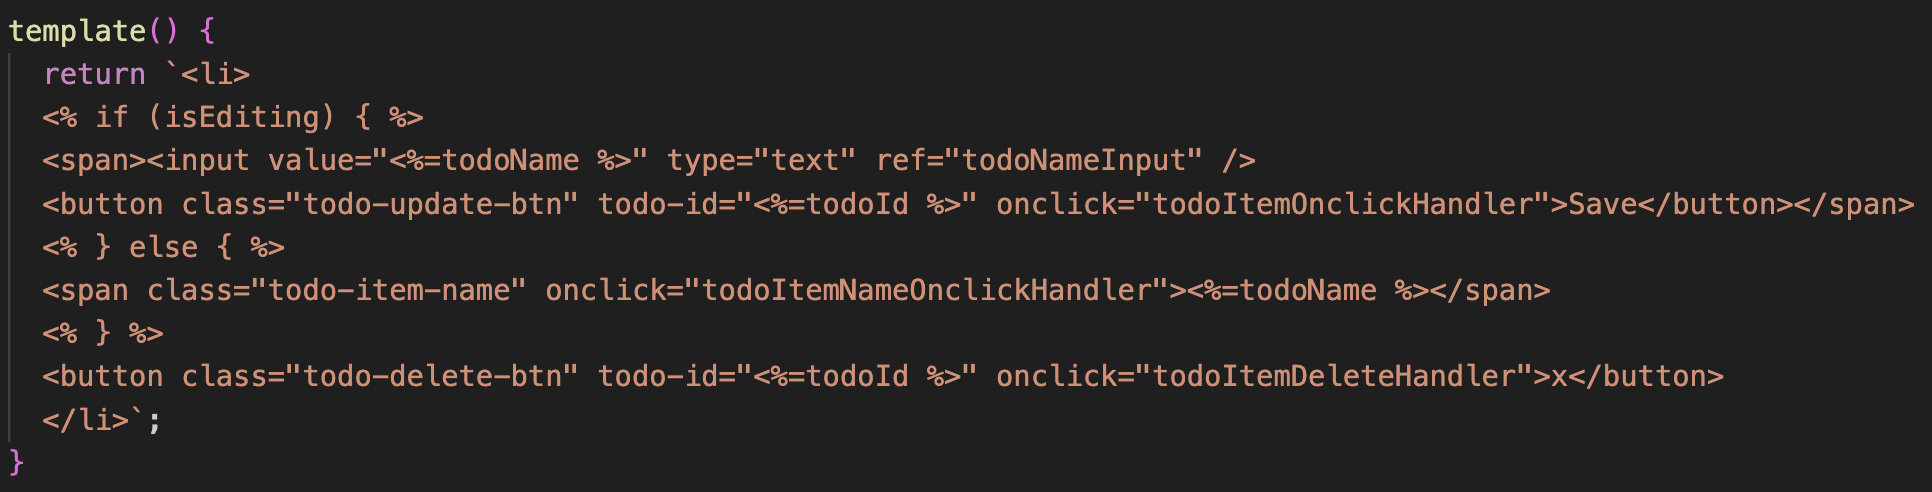 template() {
  return `<li>
  <% if (isEditing) { %>
  <span><input value="<%=todoName %>" type="text" ref="todoNameInput" />
  <button class="todo-update-btn" todo-id="<%=todoId %>" onclick="todoItemOnclickHandler">Save</button></span>
  <% } else { %>
  <span class="todo-item-name" onclick="todoItemNameOnclickHandler"><%=todoName %></span>
  <% } %>
  <button class="todo-delete-btn" todo-id="<%=todoId %>" onclick="todoItemDeleteHandler">x</button>
  </li>`;
}